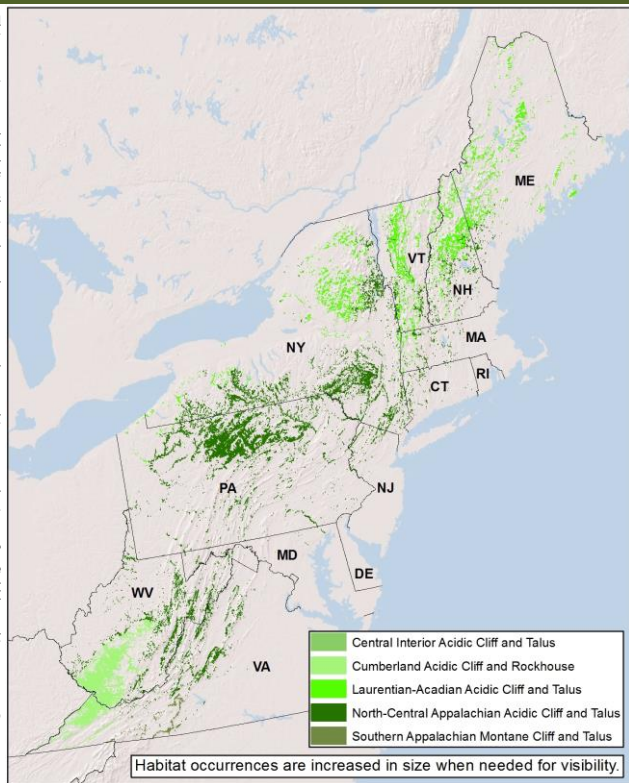 ME
VT
NH
NY
MA
CT
RI
PA
NJ
MD
DE
WV
VA
Central Interior Acidic Cliff and Talus
Cumberland Acidic Cliff and Rockhouse
Laurentian-Acadian Acidic Cliff and Talus
North-Central Appalachian Acidic Cliff and Talus
Southern Appalachian Montane Cliff and Talus
Habitat occurrences are increased in size when needed for visibility.